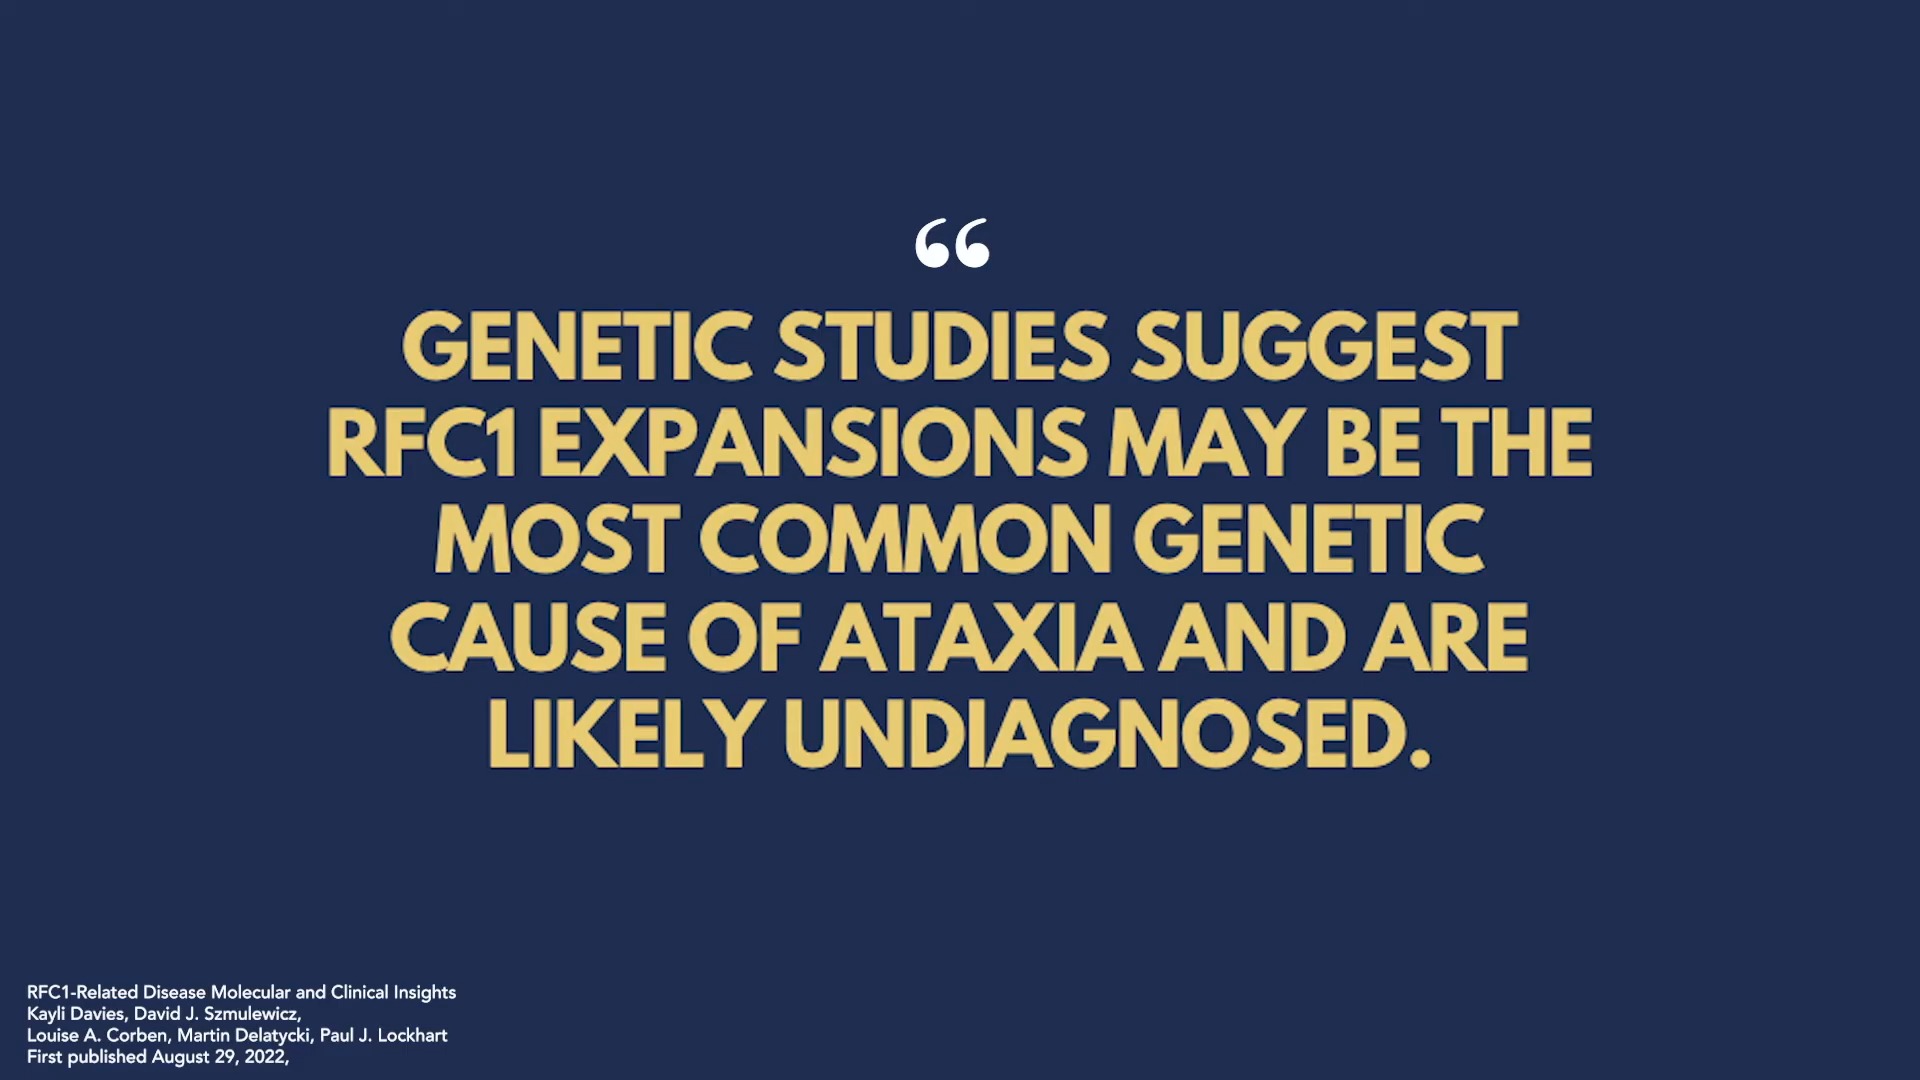 “
GENETIC STUDIES SUGGEST
RFC1 EXPANSIONS MAY BE THE
MOST COMMON GENETIC
CAUSE OF ATAXIA AND ARE
LIKELY UNDIAGNOSED.
RFC1-Related Disease Molecular and Clinical Insights
Kayli Davies, David J. Szmulewicz,
Louise A. Corben, Martin Delatycki, Paul J. Lockhart
First published August 29, 2022,